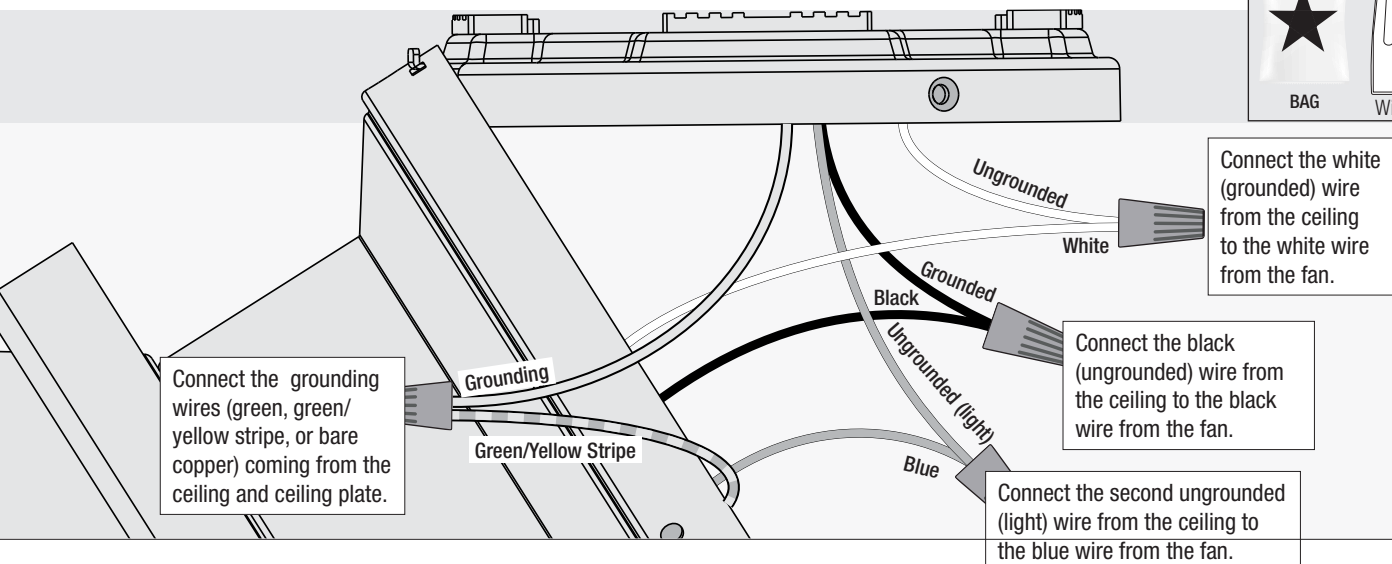 BAG
Connect the white
(grounded) wire
from the ceiling
to the white wire
from the fan.
Ungrounded
White
Grounded
Black
Connect the black
(ungrounded) wire from
the ceiling to the black
wire from the fan.
Ungrounded (light)
Blue
Connect the second ungrounded
(light) wire from the ceiling to
the blue wire from the fan.
Grounding
Green/Yellow Stripe
Connect the grounding
wires (green, green/
yellow stripe, or bare
copper) coming from the
ceiling and ceiling plate.